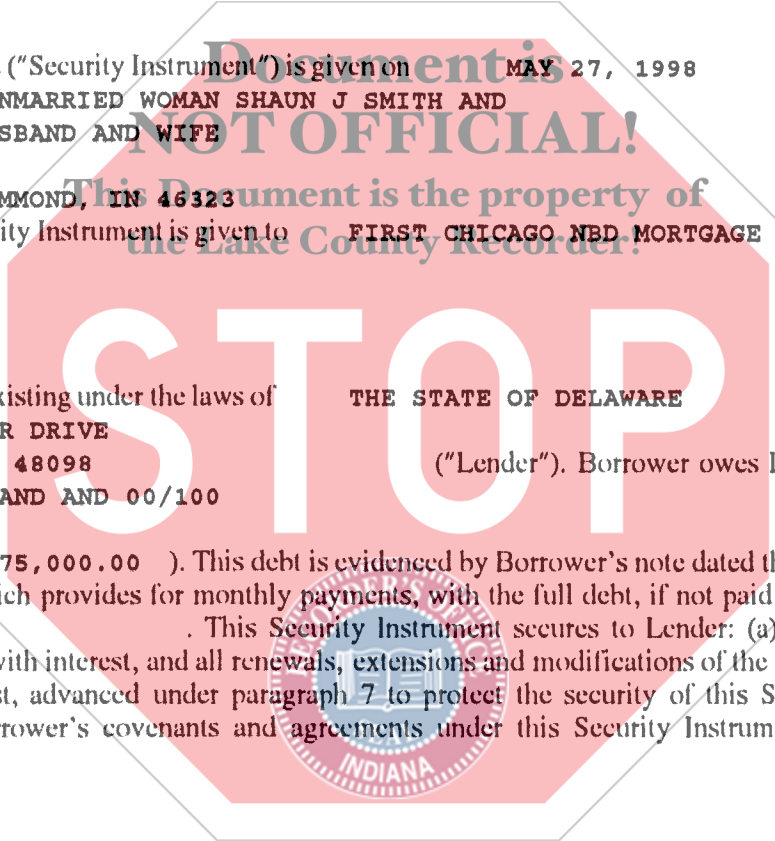 ("Security Instrument") is given on MAY 27, 1998
NMARRIED WOMAN SHAUN J SMITH AND
SBAND AND WIFE
MMOND, IN 46323
ity Instrument is given to FIRST CHICAGO NBD MORTGAGE
xisting under the laws of THE STATE OF DELAWARE
R DRIVE
48098 ("Lender"). Borrower owes L
AND AND 00/100
75,000.00 ). This debt is evidenced by Borrower's note dated th
ich provides for monthly payments, with the full debt, if not paid
. This Security Instrument secures to Lender: (a)
with interest, and all renewals, extensions and modifications of the
st, advanced under paragraph 7 to protect the security of this S
rrower's covenants and agreements under this Security Instrum
Document is
NOT OFFICIAL!
This Document is the property of
the Lake County Recorder!
STOP
RECORDER'S OFFIC
SEAL
INDIANA